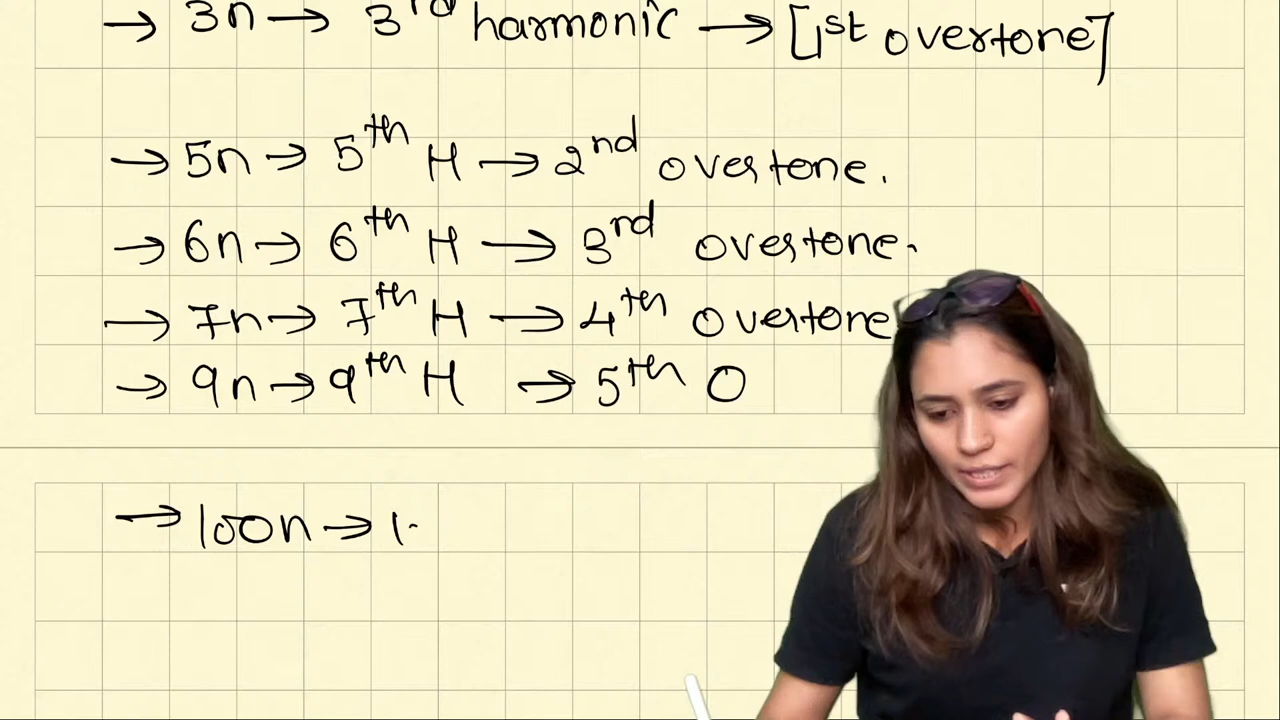 → 3n → 3rd harmonic → [1st overtone]
→ 5n → 5th H → 2nd overtone.
→ 6n → 6th H → 3rd overtone.
→ 7n → 7th H → 4th overtone
→ 9n → 9th H → 5th O
→ 100n → 1